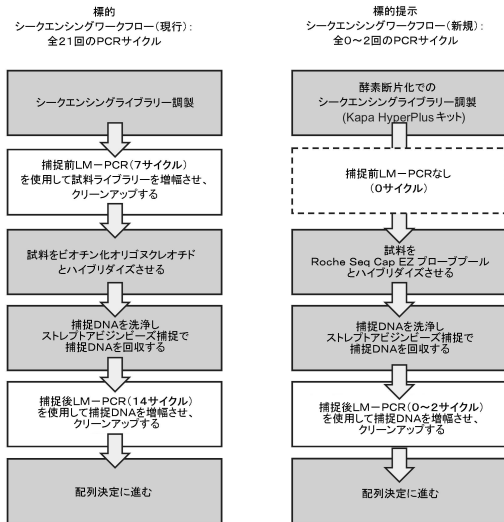 標的
シークエンシングワークフロー(現行):
全21回のPCRサイクル
シークエンシングライブラリー調製
捕捉前LM－PCR(7サイクル)
を使用して試料ライブラリーを増幅させ、
クリーンアップする
試料をビオチン化オリゴヌクレオチド
とハイブリダイズさせる
捕捉DNAを洗浄し
ストレプトアビジンビーズ捕捉で
捕捉DNAを回収する
捕捉後LM－PCR(14サイクル)
を使用して捕捉DNAを増幅させ、
クリーンアップする
配列決定に進む
標的提示
シークエンシングワークフロー(新規):
全0～2回のPCRサイクル
酵素断片化での
シークエンシングライブラリー調製
(Kapa HyperPlus キット)
捕捉前LM－PCRなし
(0サイクル)
試料を
Roche Seq Cap EZ プローブプール
とハイブリダイズさせる
捕捉DNAを洗浄し
ストレプトアビジンビーズ捕捉で
捕捉DNAを回収する
捕捉後LM－PCR(0～2サイクル)
を使用して捕捉DNAを増幅させ、
クリーンアップする
配列決定に進む